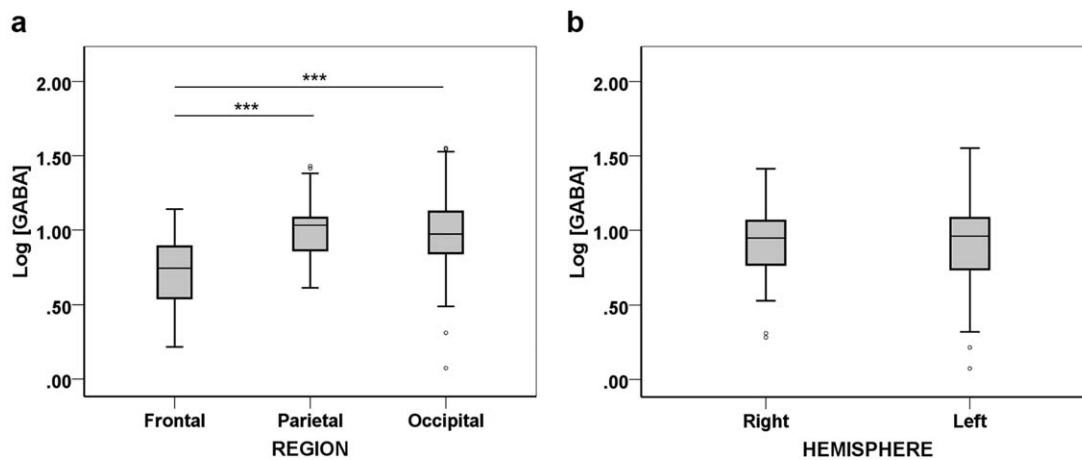 a
2.00
1.50
1.00
.50
.00
Log [GABA]
***
***
Frontal Parietal Occipital
REGION
b
2.00
1.50
1.00
.50
.00
Log [GABA]
Right Left
HEMISPHERE